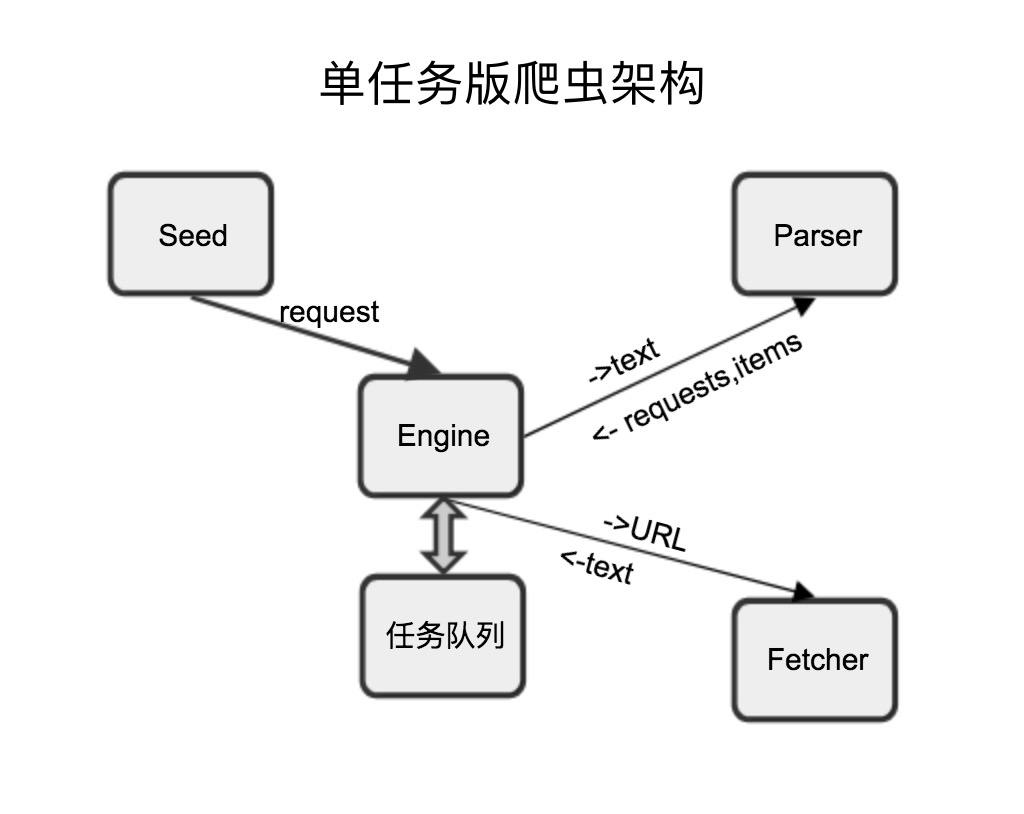 单任务版爬虫架构
Seed
Parser
request
->text
<- requests,items
Engine
->URL
<-text
任务队列
Fetcher